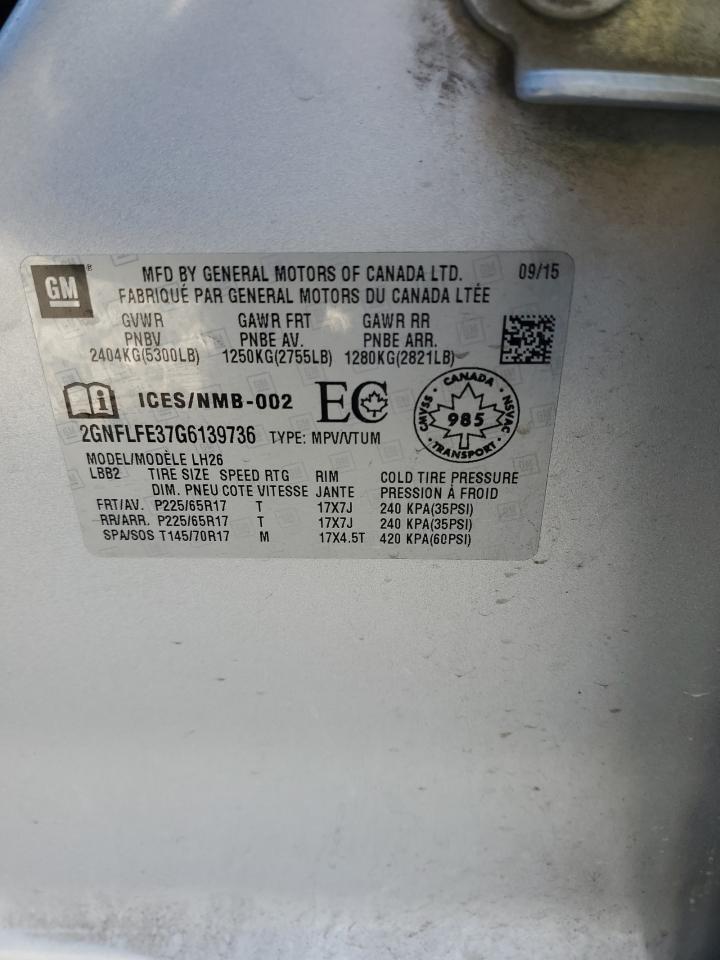 GM ® MFD BY GENERAL MOTORS OF CANADA LTD. 09/15
FABRIQUÉ PAR GENERAL MOTORS DU CANADA LTÉE
GVWR GAWR FRT GAWR RR
PNBV PNBE AV. PNBE ARR.
2404KG(5300LB) 1250KG(2755LB) 1280KG(2821LB)
i ICES/NMB-002 EC
CANADA
CMVSS 985 NSVAC
TRANSPORT
2GNFLFE37G6139736 TYPE: MPV/VTUM
MODEL/MODÈLE LH26
LBB2 TIRE SIZE SPEED RTG RIM COLD TIRE PRESSURE
DIM. PNEU COTE VITESSE JANTE PRESSION À FROID
FRT/AV. P225/65R17 T 17X7J 240 KPA(35PSI)
RR/ARR. P225/65R17 T 17X7J 240 KPA(35PSI)
SPA/SOS T145/70R17 M 17X4.5T 420 KPA(60PSI)